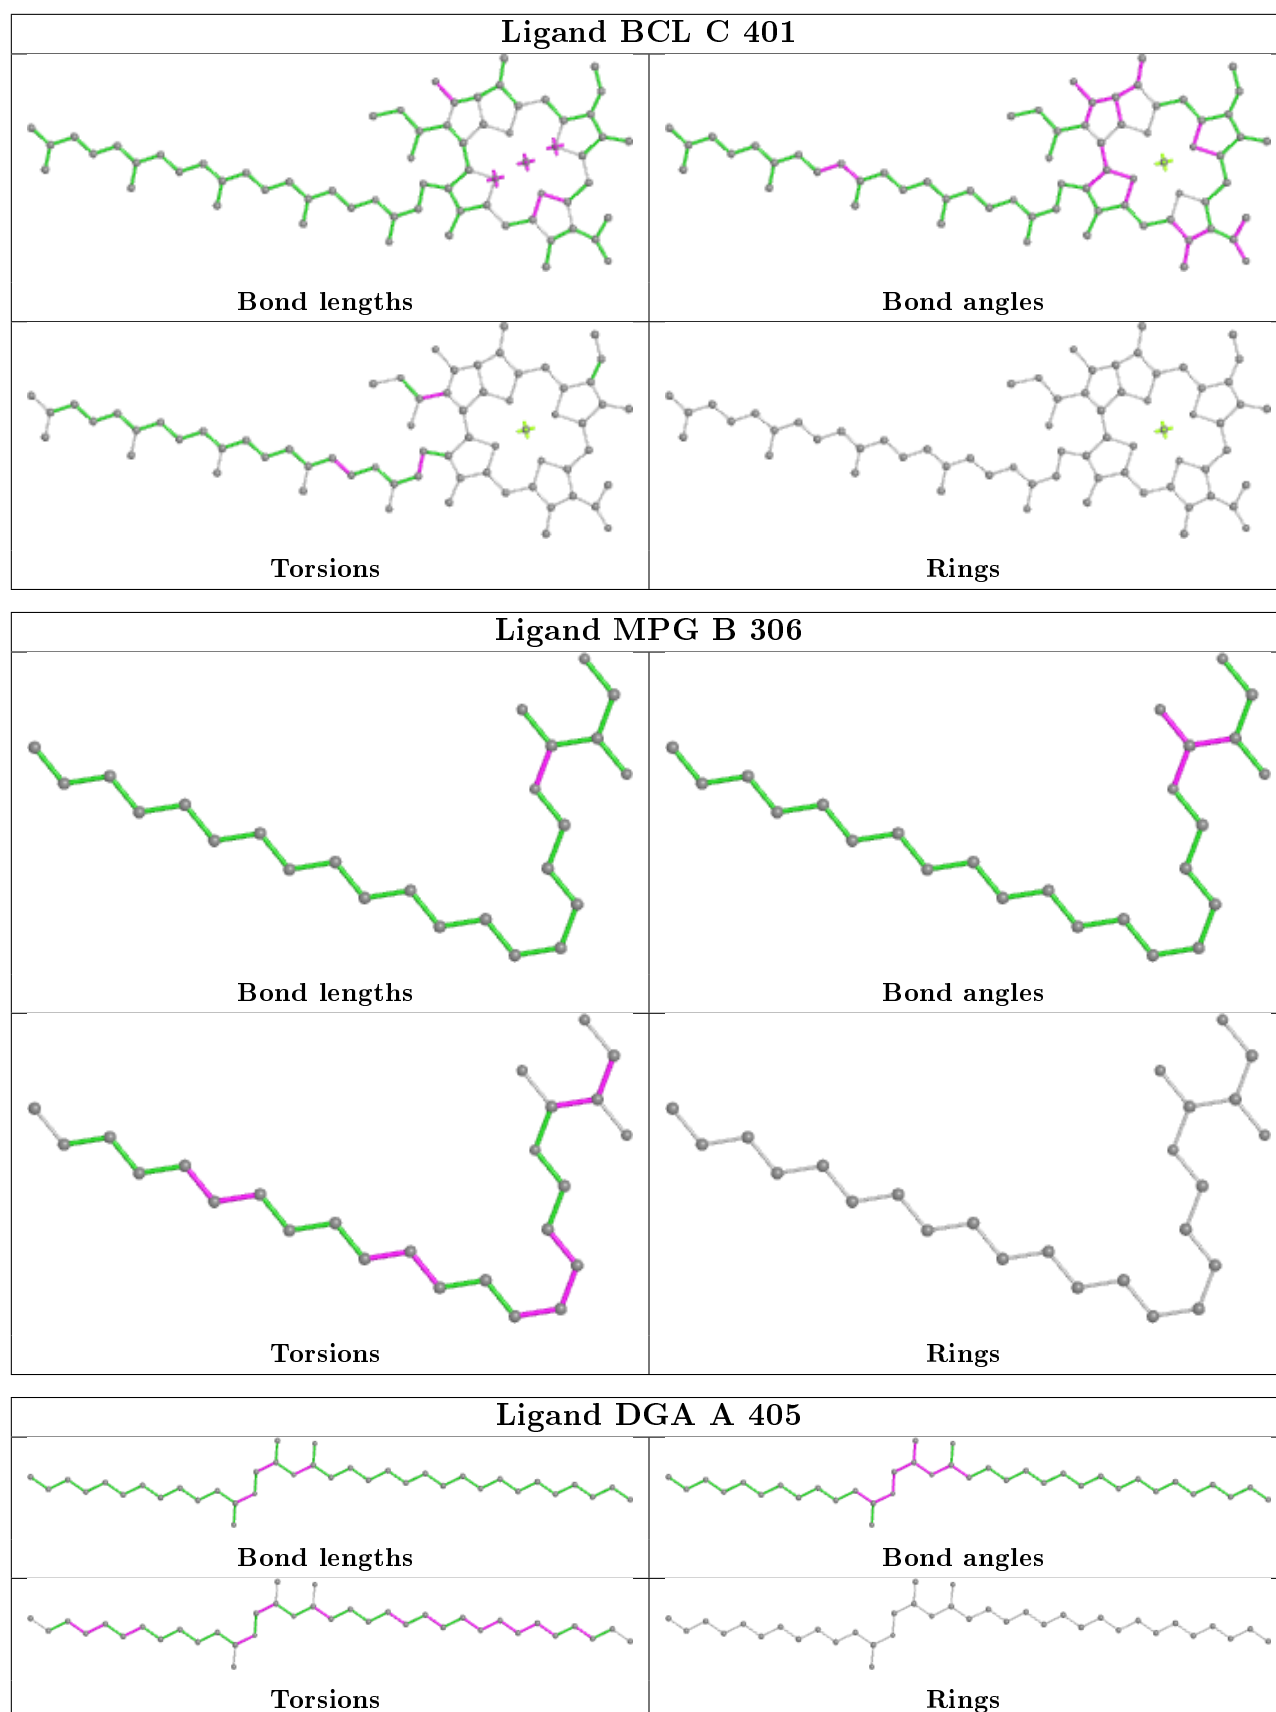 Ligand BCL C 401
Bond lengths
Bond angles
Torsions
Rings
Ligand MPG B 306
Bond lengths
Bond angles
Torsions
Rings
Ligand DGA A 405
Bond lengths
Bond angles
Torsions
Rings